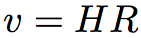 v = HR